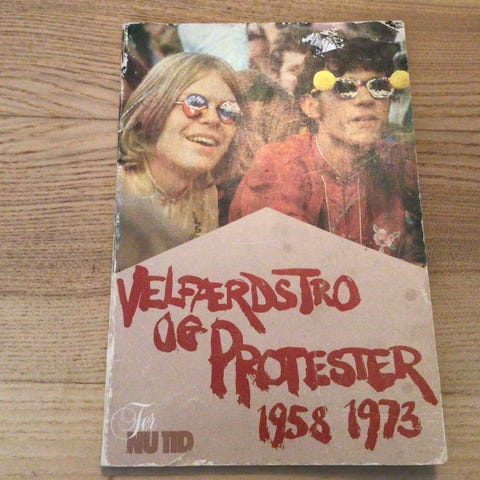 VELFÆRDSTRO
OG
PROTESTER
1958 1973
Før
NU TID